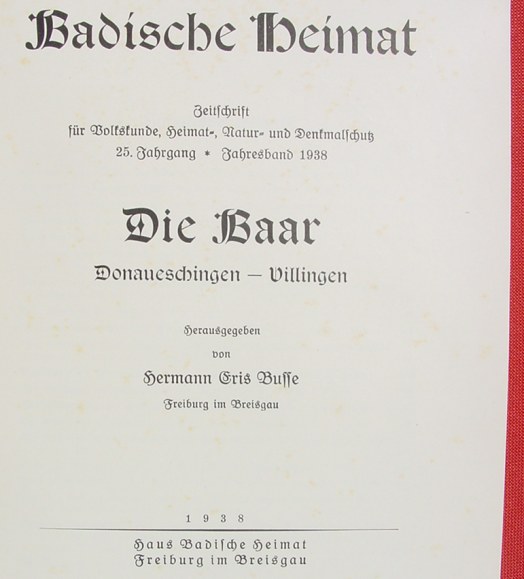 Badische Heimat
Zeitschrift
für Volkskunde, Heimat-, Natur- und Denkmalschutz
25. Jahrgang * Jahresband 1938
Die Baar
Donaueschingen — Villingen
Herausgegeben
von
Hermann Eris Busse
Freiburg im Breisgau
1938
Haus Badische Heimat
Freiburg im Breisgau